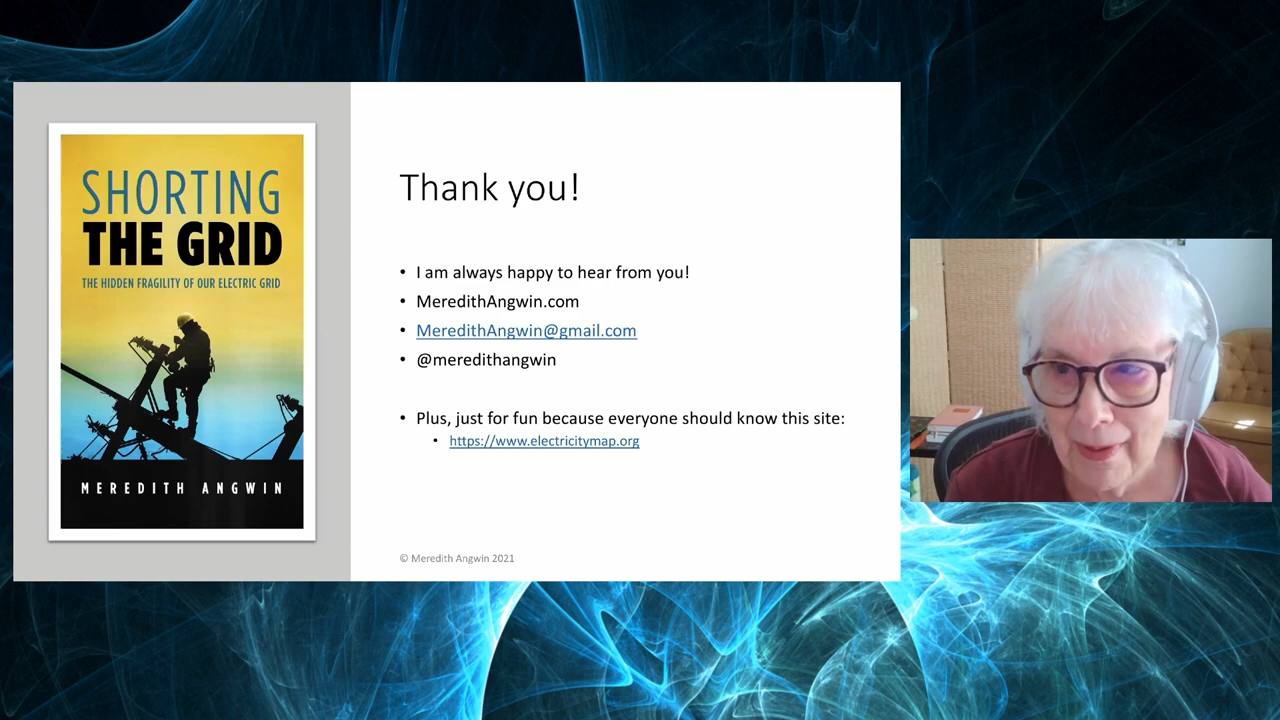 SHORTING
THE GRID
THE HIDDEN FRAGILITY OF OUR ELECTRIC GRID
MEREDITH ANGWIN
Thank you!
• I am always happy to hear from you!
• MeredithAngwin.com
• MeredithAngwin@gmail.com
• @meredithangwin
• Plus, just for fun because everyone should know this site:
• https://www.electricitymap.org
© Meredith Angwin 2021